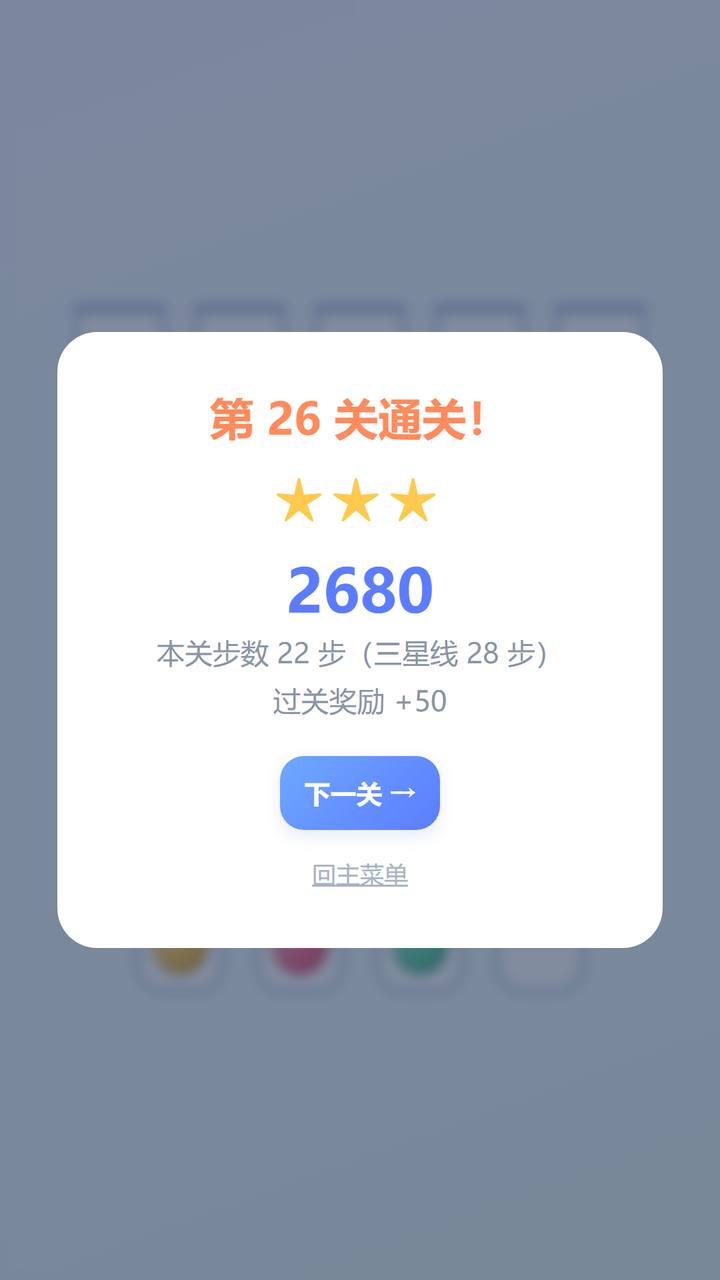 第 26 关通关!
★★★
2680
本关步数 22 步（三星线 28 步）
过关奖励 +50
下一关 →
回主菜单